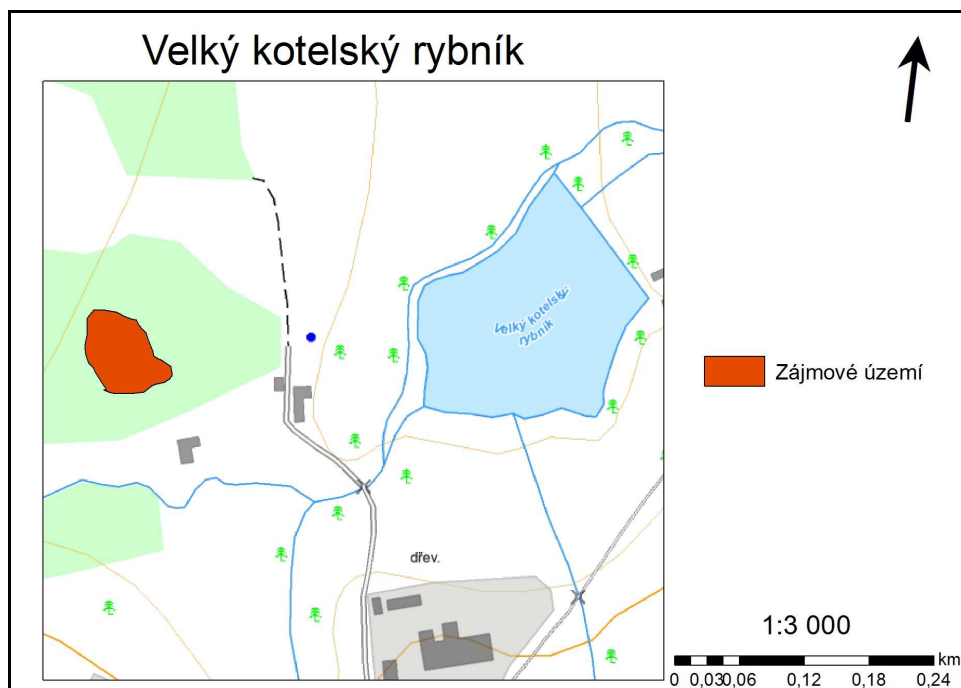 Velký kotelský rybník
Velký kotelský
rybník
Zájmové území
dřev.
1:3 000
km
0 0,03 0,06 0,12 0,18 0,24